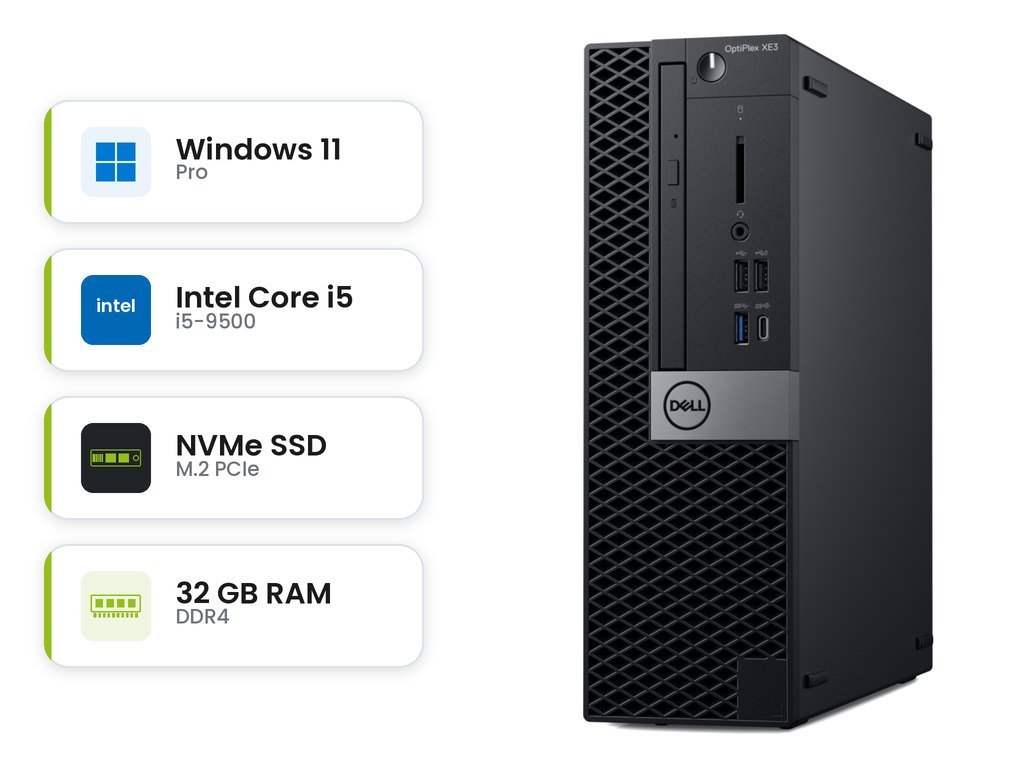 Windows 11
Pro
intel
Intel Core i5
i5-9500
NVMe SSD
M.2 PCIe
32 GB RAM
DDR4
OptiPlex XE3
DELL